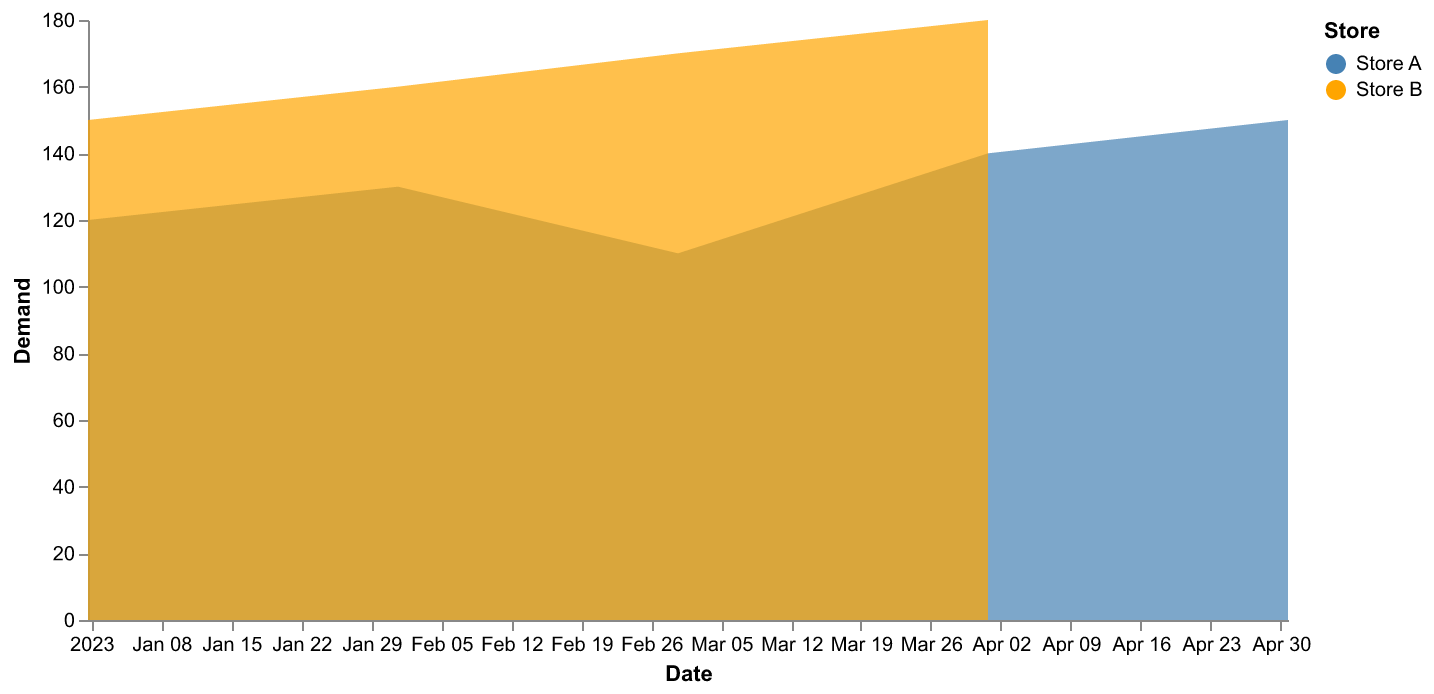 180
160
140
120
100
80
60
40
20
0
Demand
2023 Jan 08 Jan 15 Jan 22 Jan 29 Feb 05 Feb 12 Feb 19 Feb 26 Mar 05 Mar 12 Mar 19 Mar 26 Apr 02 Apr 09 Apr 16 Apr 23 Apr 30
Date
Store
Store A
Store B